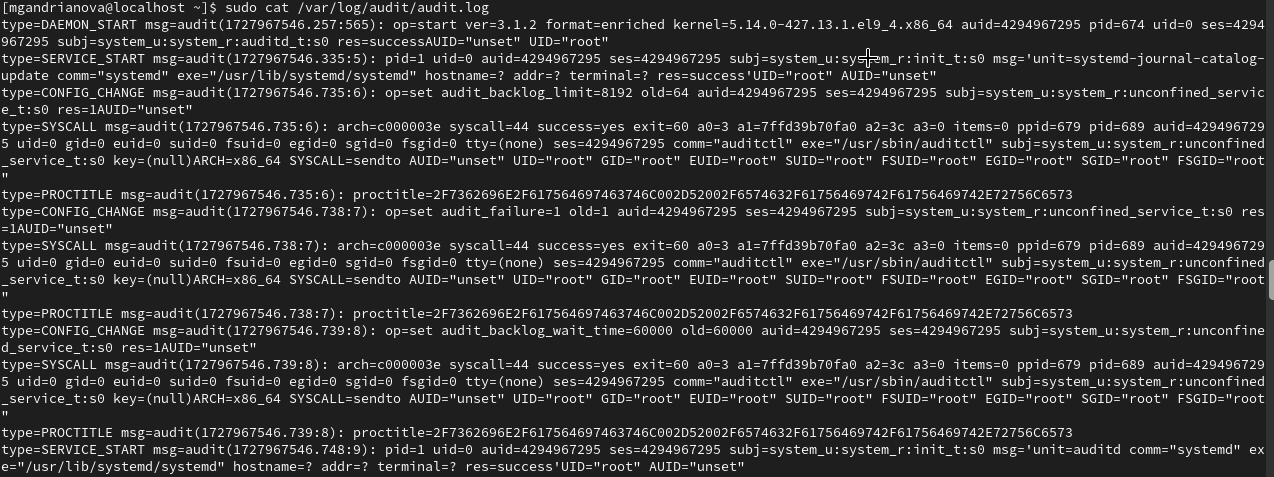 [mgandrianova@localhost ~]$ sudo cat /var/log/audit/audit.log
type=DAEMON_START msg=audit(1727967546.257:565): op=start ver=3.1.2 format=enriched kernel=5.14.0-427.13.1.el9_4.x86_64 auid=4294967295 pid=674 uid=0 ses=4294
967295 subj=system_u:system_r:auditd_t:s0 res=successAUID="unset" UID="root"
type=SERVICE_START msg=audit(1727967546.335:5): pid=1 uid=0 auid=4294967295 ses=4294967295 subj=system_u:system_r:init_t:s0 msg='unit=systemd-journal-catalog-
update comm="systemd" exe="/usr/lib/systemd/systemd" hostname=? addr=? terminal=? res=success'UID="root" AUID="unset"
type=CONFIG_CHANGE msg=audit(1727967546.735:6): op=set audit_backlog_limit=8192 old=64 auid=4294967295 ses=4294967295 subj=system_u:system_r:unconfined_servic
e_t:s0 res=1AUID="unset"
type=SYSCALL msg=audit(1727967546.735:6): arch=c000003e syscall=44 success=yes exit=60 a0=3 a1=7ffd39b70fa0 a2=3c a3=0 items=0 ppid=679 pid=689 auid=429496729
5 uid=0 gid=0 euid=0 suid=0 fsuid=0 egid=0 sgid=0 fsgid=0 tty=(none) ses=4294967295 comm="auditctl" exe="/usr/sbin/auditctl" subj=system_u:system_r:unconfined
_service_t:s0 key=(null)ARCH=x86_64 SYSCALL=sendto AUID="unset" UID="root" GID="root" EUID="root" SUID="root" FSUID="root" EGID="root" SGID="root" FSGID="root
"
type=PROCTITLE msg=audit(1727967546.735:6): proctitle=2F7362696E2F617564697463746C002D52002F6574632F61756469742F61756469742E72756C6573
type=CONFIG_CHANGE msg=audit(1727967546.738:7): op=set audit_failure=1 old=1 auid=4294967295 ses=4294967295 subj=system_u:system_r:unconfined_service_t:s0 res
=1AUID="unset"
type=SYSCALL msg=audit(1727967546.738:7): arch=c000003e syscall=44 success=yes exit=60 a0=3 a1=7ffd39b70fa0 a2=3c a3=0 items=0 ppid=679 pid=689 auid=429496729
5 uid=0 gid=0 euid=0 suid=0 fsuid=0 egid=0 sgid=0 fsgid=0 tty=(none) ses=4294967295 comm="auditctl" exe="/usr/sbin/auditctl" subj=system_u:system_r:unconfined
_service_t:s0 key=(null)ARCH=x86_64 SYSCALL=sendto AUID="unset" UID="root" GID="root" EUID="root" SUID="root" FSUID="root" EGID="root" SGID="root" FSGID="root
"
type=PROCTITLE msg=audit(1727967546.738:7): proctitle=2F7362696E2F617564697463746C002D52002F6574632F61756469742F61756469742E72756C6573
type=CONFIG_CHANGE msg=audit(1727967546.739:8): op=set audit_backlog_wait_time=60000 old=60000 auid=4294967295 ses=4294967295 subj=system_u:system_r:unconfine
d_service_t:s0 res=1AUID="unset"
type=SYSCALL msg=audit(1727967546.739:8): arch=c000003e syscall=44 success=yes exit=60 a0=3 a1=7ffd39b70fa0 a2=3c a3=0 items=0 ppid=679 pid=689 auid=429496729
5 uid=0 gid=0 euid=0 suid=0 fsuid=0 egid=0 sgid=0 fsgid=0 tty=(none) ses=4294967295 comm="auditctl" exe="/usr/sbin/auditctl" subj=system_u:system_r:unconfined
_service_t:s0 key=(null)ARCH=x86_64 SYSCALL=sendto AUID="unset" UID="root" GID="root" EUID="root" SUID="root" FSUID="root" EGID="root" SGID="root" FSGID="root
"
type=PROCTITLE msg=audit(1727967546.739:8): proctitle=2F7362696E2F617564697463746C002D52002F6574632F61756469742F61756469742E72756C6573
type=SERVICE_START msg=audit(1727967546.748:9): pid=1 uid=0 auid=4294967295 ses=4294967295 subj=system_u:system_r:init_t:s0 msg='unit=auditd comm="systemd" ex
e="/usr/lib/systemd/systemd" hostname=? addr=? terminal=? res=success'UID="root" AUID="unset"